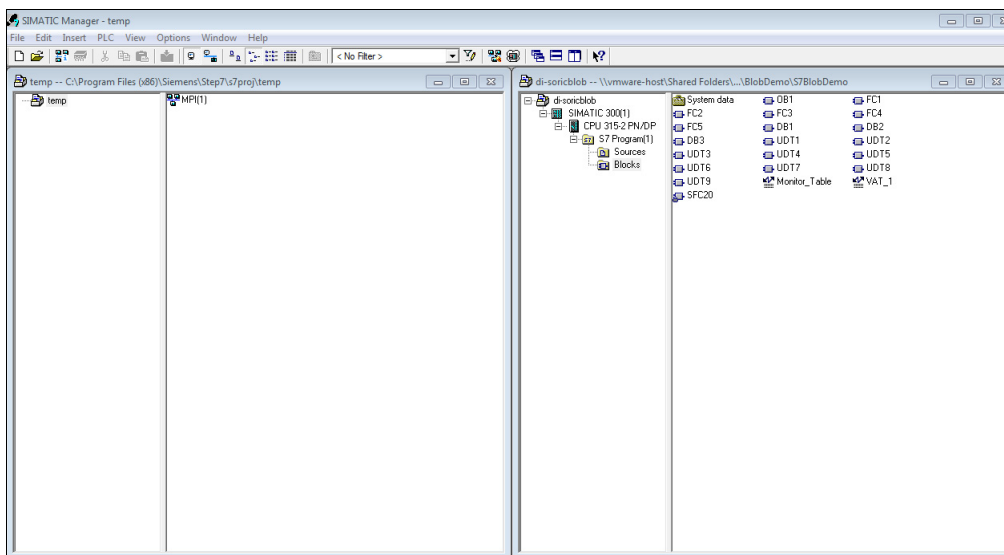 SIMATIC Manager - temp
File Edit Insert PLC View Options Window Help
< No Filter >
temp -- C:\Program Files (x86)\Siemens\Step7\s7proj\temp
temp
MPI(1)
di-soricblob -- \\vmware-host\Shared Folders\...\BlobDemo\S7BlobDemo
di-soricblob
SIMATIC 300(1)
CPU 315-2 PN/DP
S7 Program(1)
Sources
Blocks
System data OB1 FC1
FC2 FC3 FC4
FC5 DB1 DB2
DB3 UDT1 UDT2
UDT3 UDT4 UDT5
UDT6 UDT7 UDT8
UDT9 Monitor_Table VAT_1
SFC20